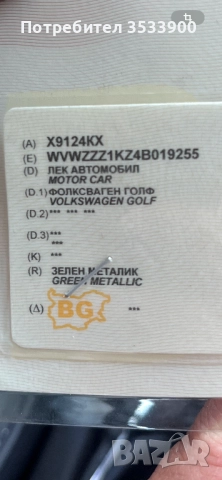 Потребител 3533900
(A) X9124KX
(E) WVWZZZ1KZ4B019255
(D) ЛЕК АВТОМОБИЛ
MOTOR CAR
(D.1) ФОЛКСВАГЕН ГОЛФ
VOLKSWAGEN GOLF
(D.2) *** *** ***
(D.3) ***
***
(K) ***
(R) ЗЕЛЕН МЕТАЛИК
GREEN METALLIC
(Δ) BG ***
bazar